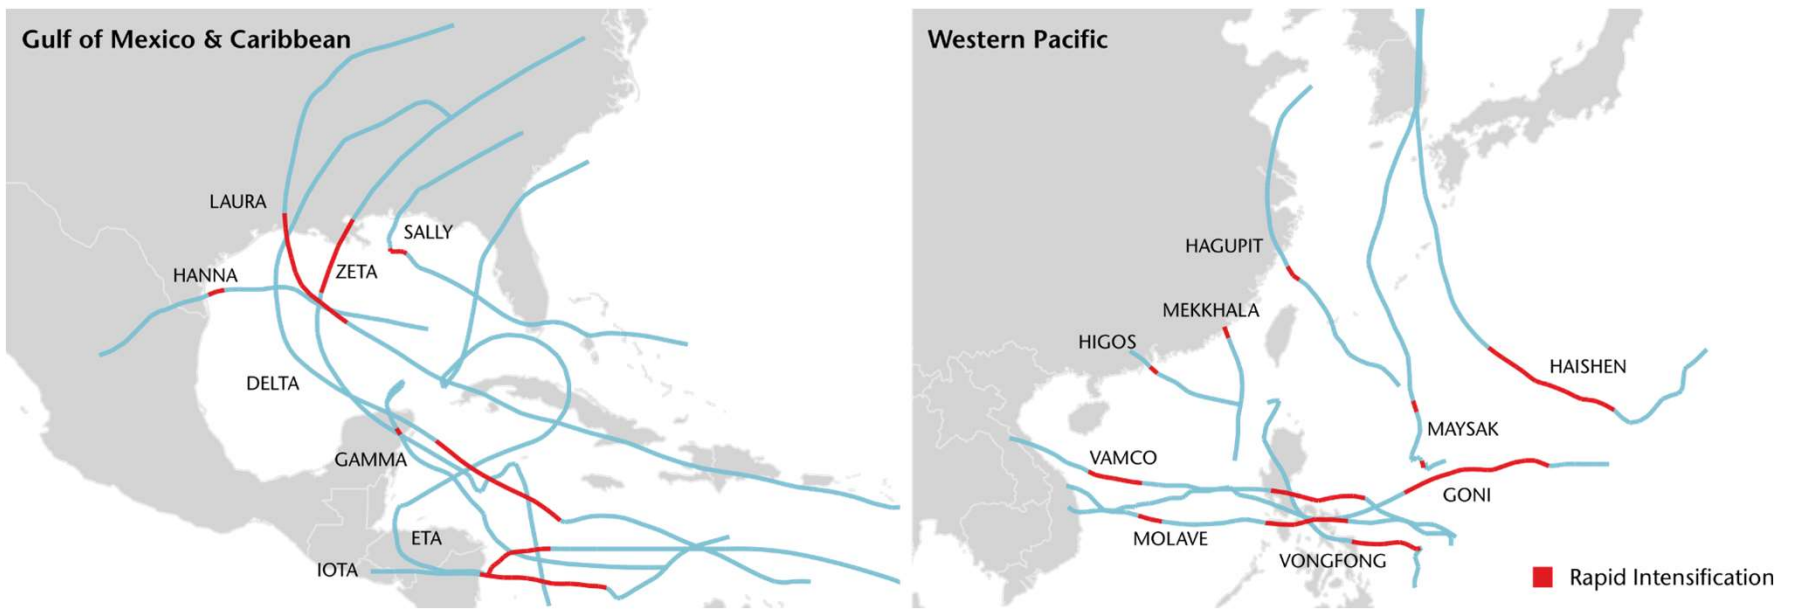 Gulf of Mexico & Caribbean
LAURA
SALLY
ZETA
HANNA
DELTA
GAMMA
ETA
IOTA
Western Pacific
HAGUPIT
MEKKHALA
HIGOS
HAISHEN
MAYSAK
VAMCO
GONI
MOLAVE
VONGFONG
Rapid Intensification